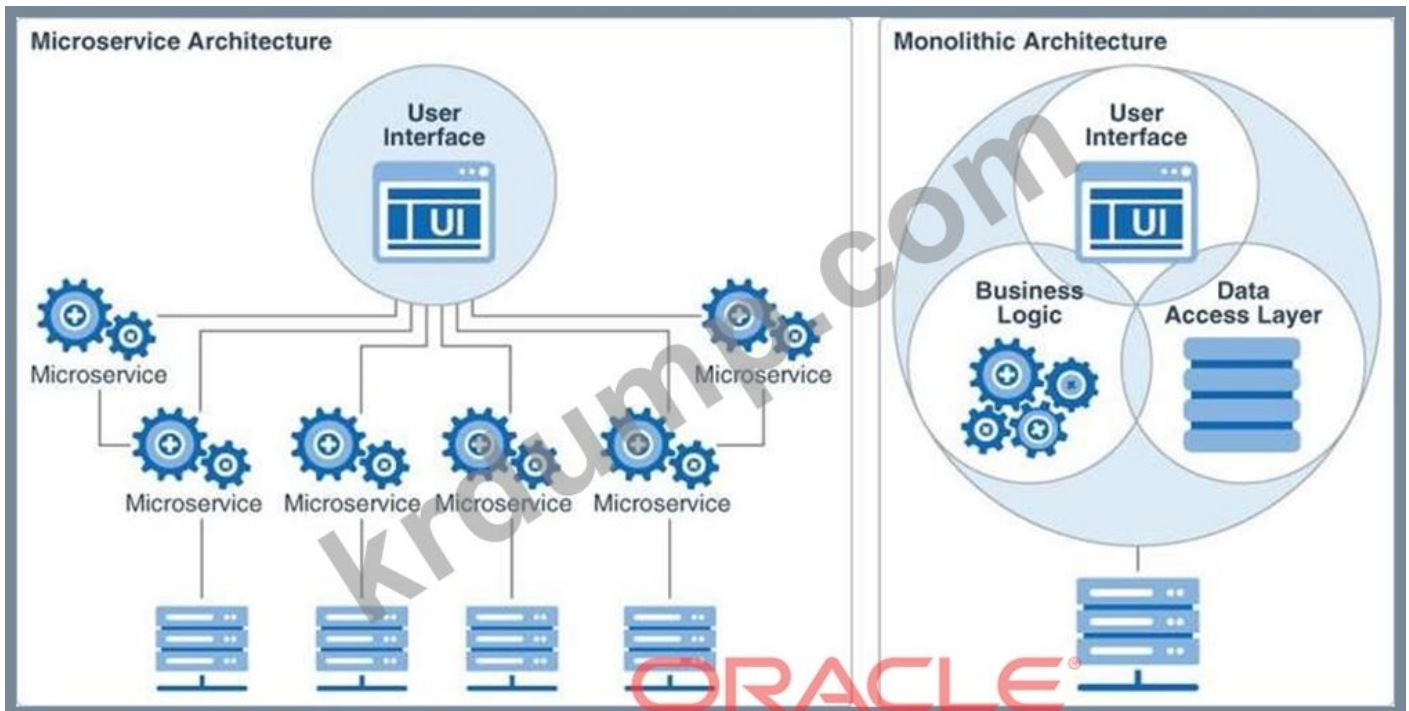 Microservice Architecture
User
Interface
UI
Microservice
Microservice
Microservice
Microservice
Microservice
Microservice
Monolithic Architecture
User
Interface
UI
Business
Logic
Data
Access Layer
krdump.com
ORACLE®